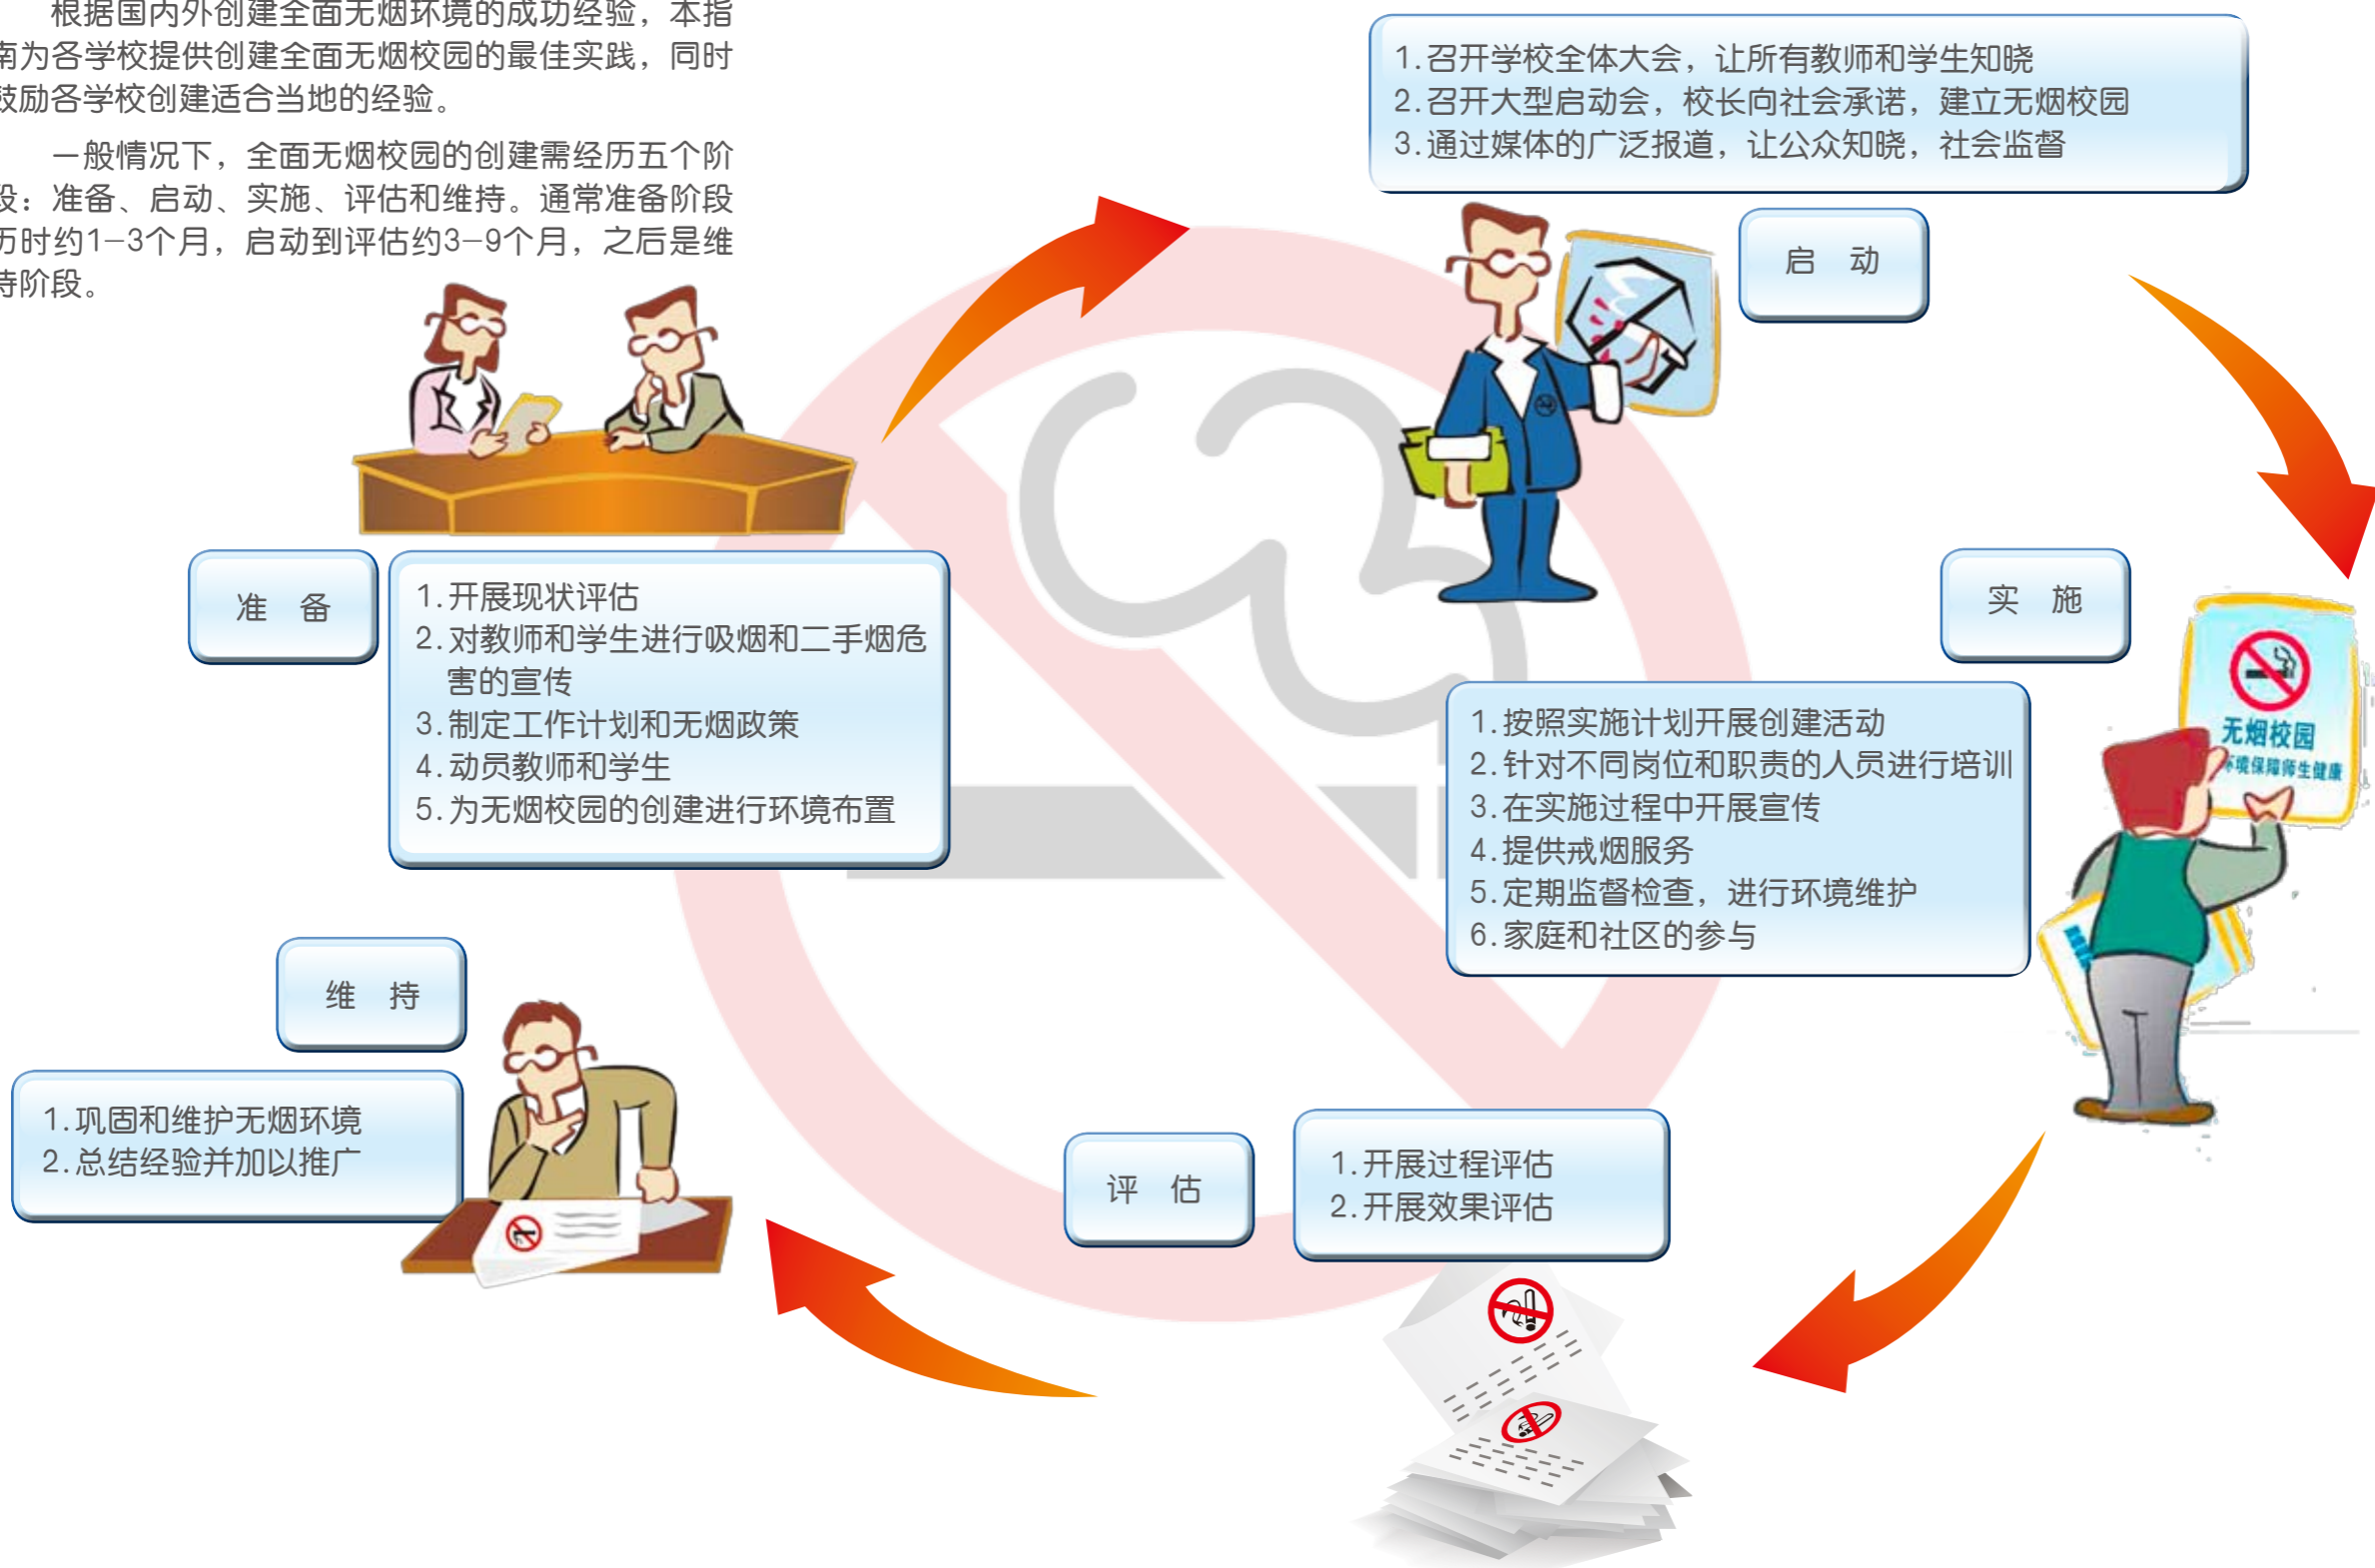 根据国内外创建全面无烟环境的成功经验，本指
南为各学校提供创建全面无烟校园的最佳实践，同时
鼓励各学校创建适合当地的经验。
一般情况下，全面无烟校园的创建需经历五个阶
段：准备、启动、实施、评估和维持。通常准备阶段
历时约1-3个月，启动到评估约3-9个月，之后是维
持阶段。
1.召开学校全体大会，让所有教师和学生知晓
2.召开大型启动会，校长向社会承诺，建立无烟校园
3.通过媒体的广泛报道，让公众知晓，社会监督
启 动
准 备
1.开展现状评估
2.对教师和学生进行吸烟和二手烟危
害的宣传
3.制定工作计划和无烟政策
4.动员教师和学生
5.为无烟校园的创建进行环境布置
实 施
1.按照实施计划开展创建活动
2.针对不同岗位和职责的人员进行培训
3.在实施过程中开展宣传
4.提供戒烟服务
5.定期监督检查，进行环境维护
6.家庭和社区的参与
无烟校园
环境保障师生健康
维 持
1.巩固和维护无烟环境
2.总结经验并加以推广
评 估
1.开展过程评估
2.开展效果评估